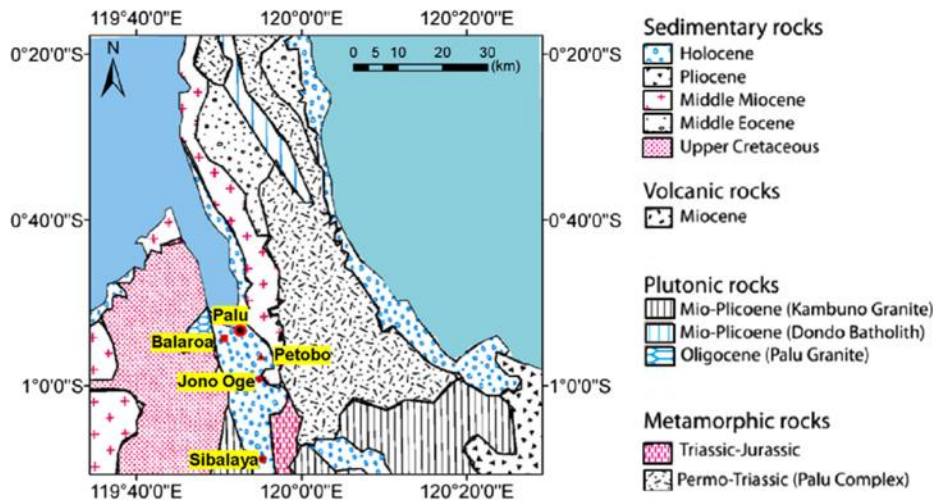 119°40'0"E
120°0'0"E
120°20'0"E
0°20'0"S
0°20'0"S
N
0 5 10 20 30
(km)
0°40'0"S
0°40'0"S
Palu
Balaroa
Petobo
Jono Oge
1°0'0"S
1°0'0"S
Sibalaya
119°40'0"E
120°0'0"E
120°20'0"E
Sedimentary rocks
Holocene
Pliocene
Middle Miocene
Middle Eocene
Upper Cretaceous
Volcanic rocks
Miocene
Plutonic rocks
Mio-Plicoene (Kambuno Granite)
Mio-Plicoene (Dondo Batholith)
Oligocene (Palu Granite)
Metamorphic rocks
Triassic-Jurassic
Permo-Triassic (Palu Complex)